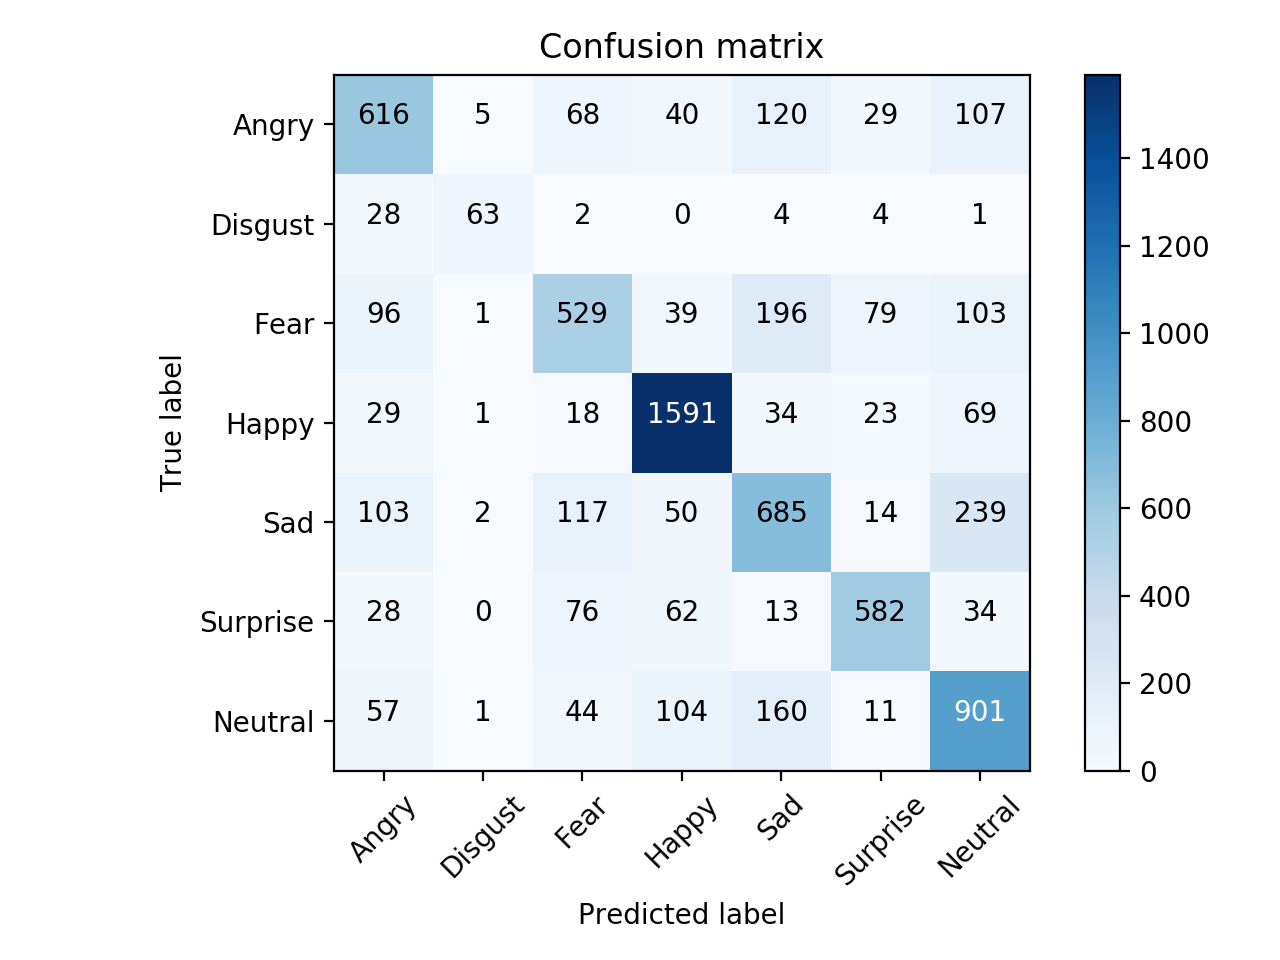 Confusion matrix
True label
Angry 616 5 68 40 120 29 107
Disgust 28 63 2 0 4 4 1
Fear 96 1 529 39 196 79 103
Happy 29 1 18 1591 34 23 69
Sad 103 2 117 50 685 14 239
Surprise 28 0 76 62 13 582 34
Neutral 57 1 44 104 160 11 901
Angry Disgust Fear Happy Sad Surprise Neutral
Predicted label
1400
1200
1000
800
600
400
200
0